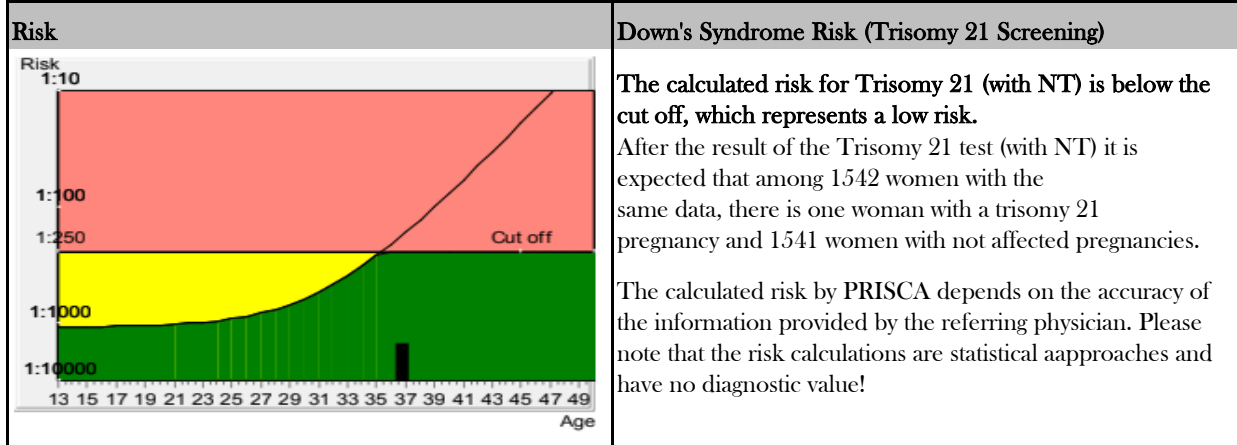 Risk
Down's Syndrome Risk (Trisomy 21 Screening)
Risk
1:10
1:100
1:250
Cut off
1:1000
1:10000
13 15 17 19 21 23 25 27 29 31 33 35 37 39 41 43 45 47 49
Age
The calculated risk for Trisomy 21 (with NT) is below the
cut off, which represents a low risk.
After the result of the Trisomy 21 test (with NT) it is
expected that among 1542 women with the
same data, there is one woman with a trisomy 21
pregnancy and 1541 women with not affected pregnancies.
The calculated risk by PRISCA depends on the accuracy of
the information provided by the referring physician. Please
note that the risk calculations are statistical aapproaches and
have no diagnostic value!